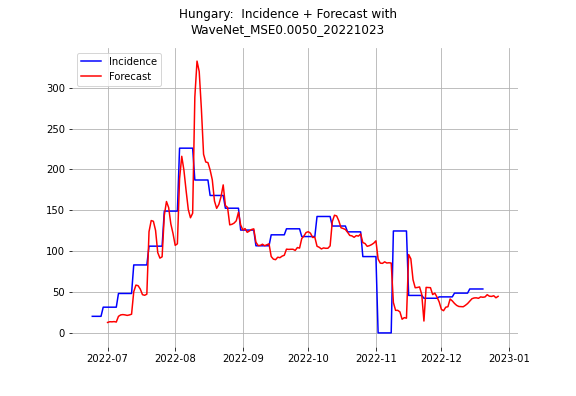 Hungary:  Incidence + Forecast with
WaveNet_MSE0.0050_20221023
Incidence
Forecast
300
250
200
150
100
50
0
2022-07 2022-08 2022-09 2022-10 2022-11 2022-12 2023-01